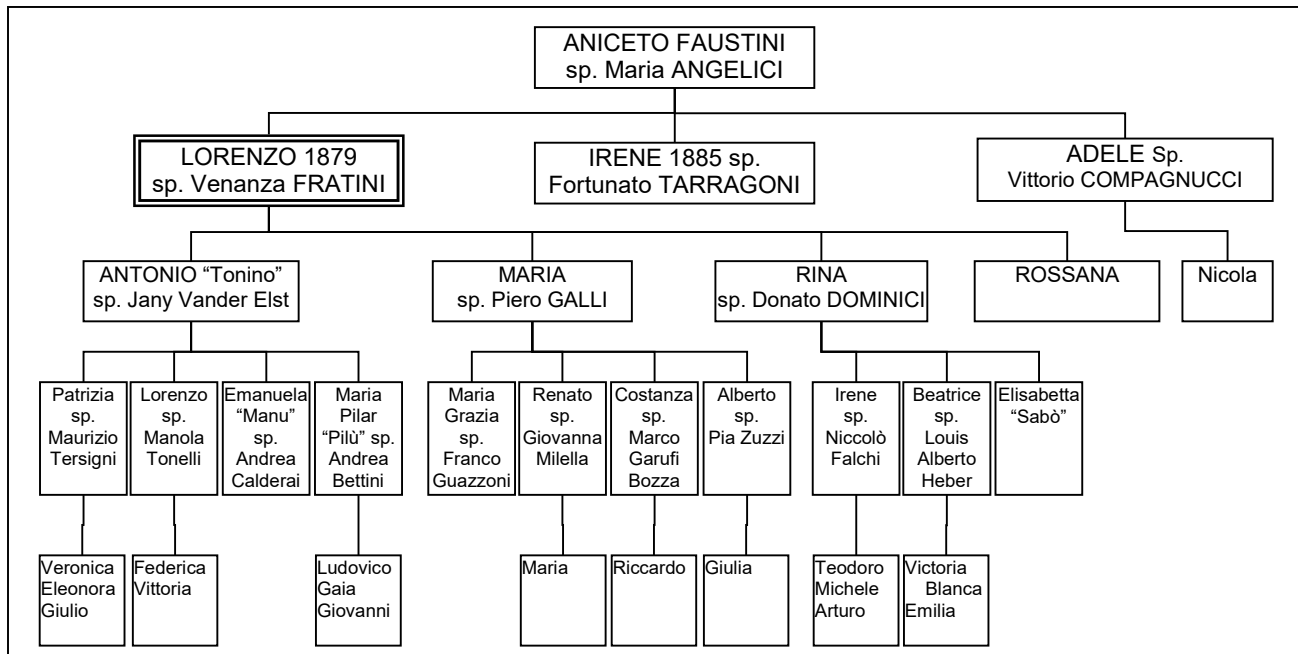 ANICETO FAUSTINI
sp. Maria ANGELICI
LORENZO 1879
sp. Venanza FRATINI
IRENE 1885 sp.
Fortunato TARRAGONI
ADELE Sp.
Vittorio COMPAGNUCCI
ANTONIO “Tonino”
sp. Jany Vander Elst
MARIA
sp. Piero GALLI
RINA
sp. Donato DOMINICI
ROSSANA
Nicola
Patrizia
sp.
Maurizio
Tersigni
Lorenzo
sp.
Manola
Tonelli
Emanuela
“Manu”
sp.
Andrea
Calderai
Maria
Pilar
“Pilù” sp.
Andrea
Bettini
Maria
Grazia
sp.
Franco
Guazzoni
Renato
sp.
Giovanna
Milella
Costanza
sp.
Marco
Garufi
Bozza
Alberto
sp.
Pia Zuzzi
Irene
sp.
Niccolò
Falchi
Beatrice
sp.
Louis
Alberto
Heber
Elisabetta
“Sabò”
Veronica
Eleonora
Giulio
Federica
Vittoria
Ludovico
Gaia
Giovanni
Maria
Riccardo
Giulia
Teodoro
Michele
Arturo
Victoria
Blanca
Emilia